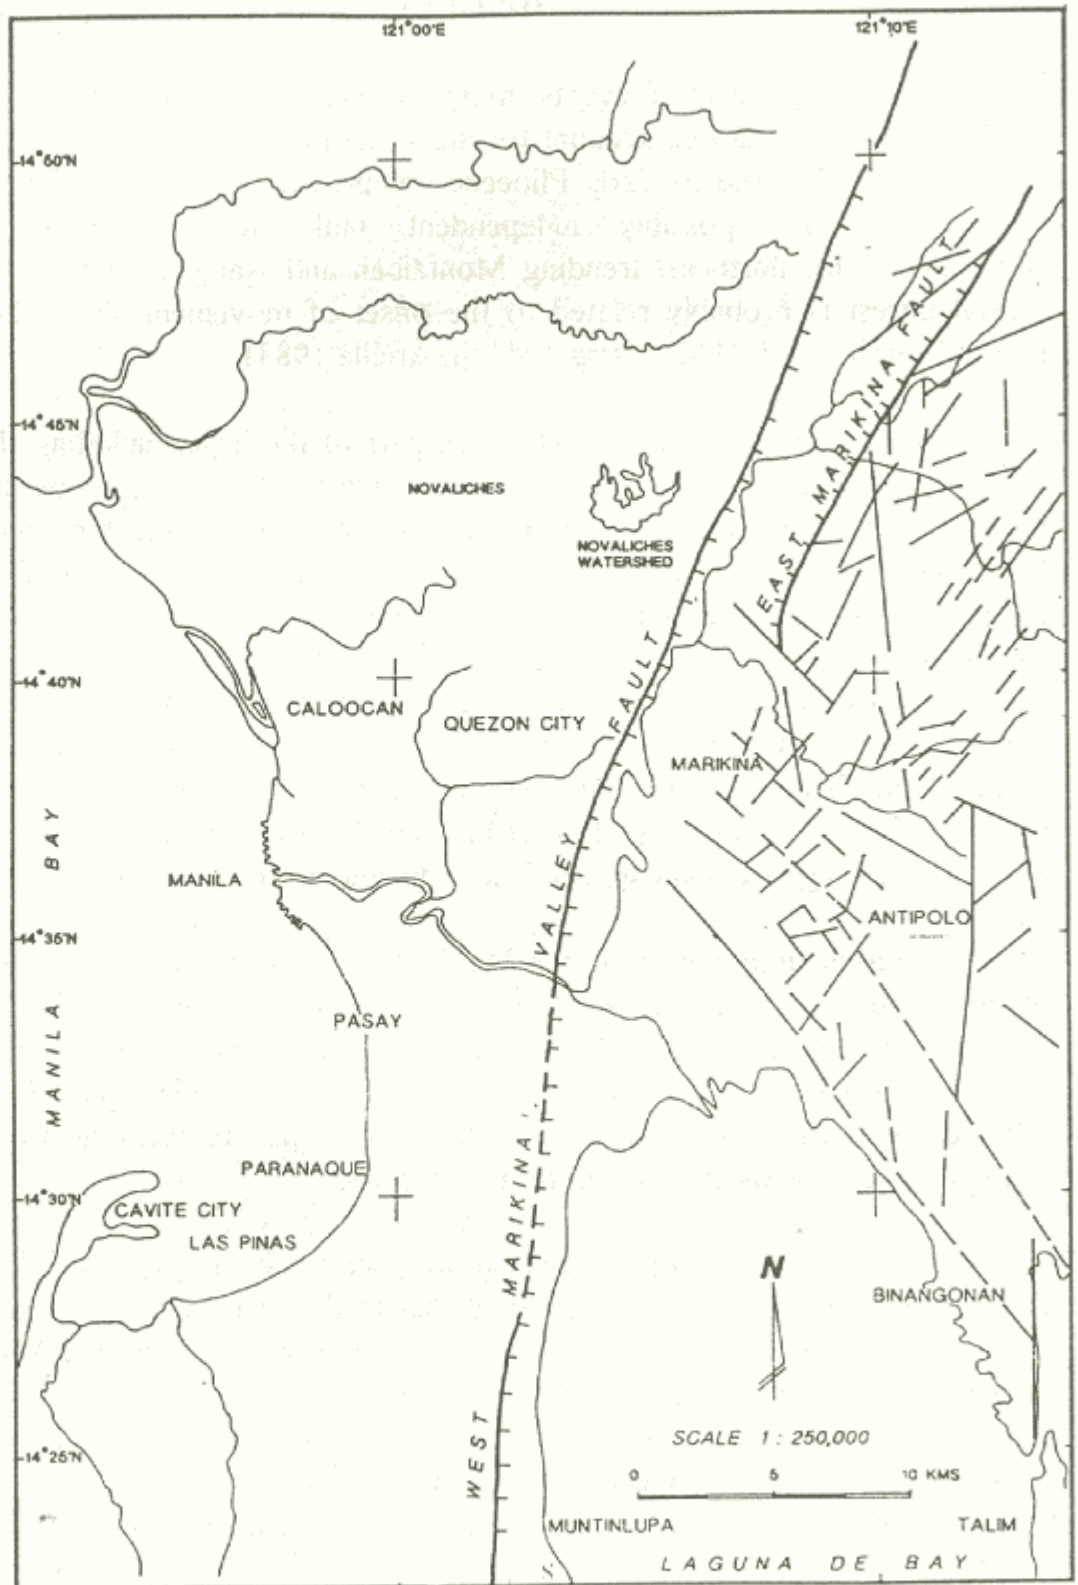 121°00'E
121°10'E
14°50'N
14°45'N
NOVALICHES
NOVALICHES
WATERSHED
EAST MARIKINA FAULT
14°40'N
CALOOCAN
QUEZON CITY
MARIKINA
MANILA
ANTIPOLO
14°35'N
PASAY
MANILA BAY
WEST MARIKINA VALLEY FAULT
PARANAQUE
14°30'N
CAVITE CITY
LAS PINAS
N
BINANGONAN
SCALE 1 : 250,000
14°25'N
0 5 10 KMS
MUNTINLUPA
TALIM
LAGUNA DE BAY